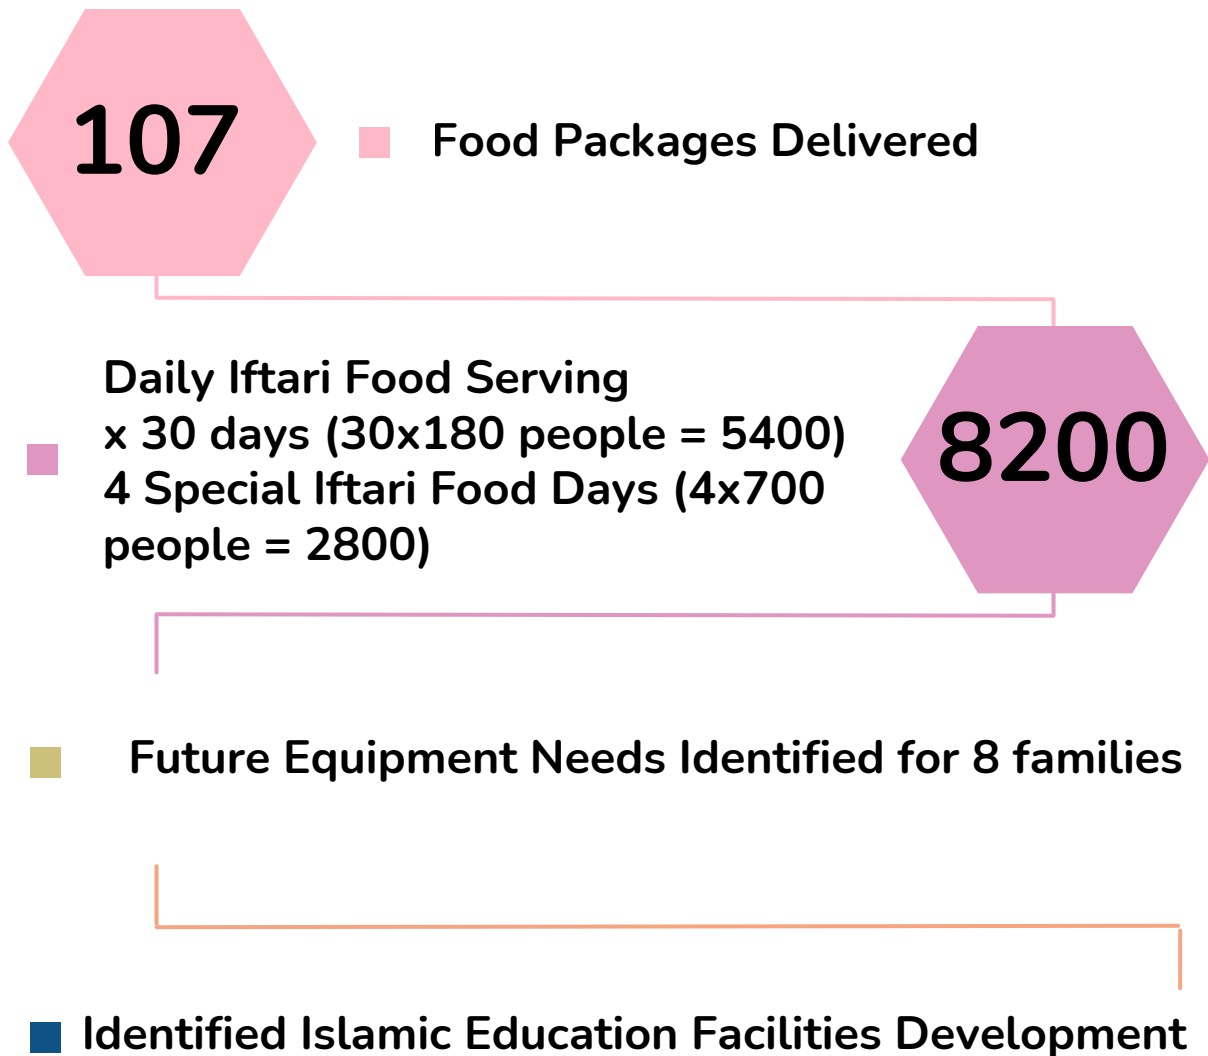 107
Food Packages Delivered
Daily Iftari Food Serving
x 30 days (30x180 people = 5400)
4 Special Iftari Food Days (4x700
people = 2800)
8200
Future Equipment Needs Identified for 8 families
Identified Islamic Education Facilities Development